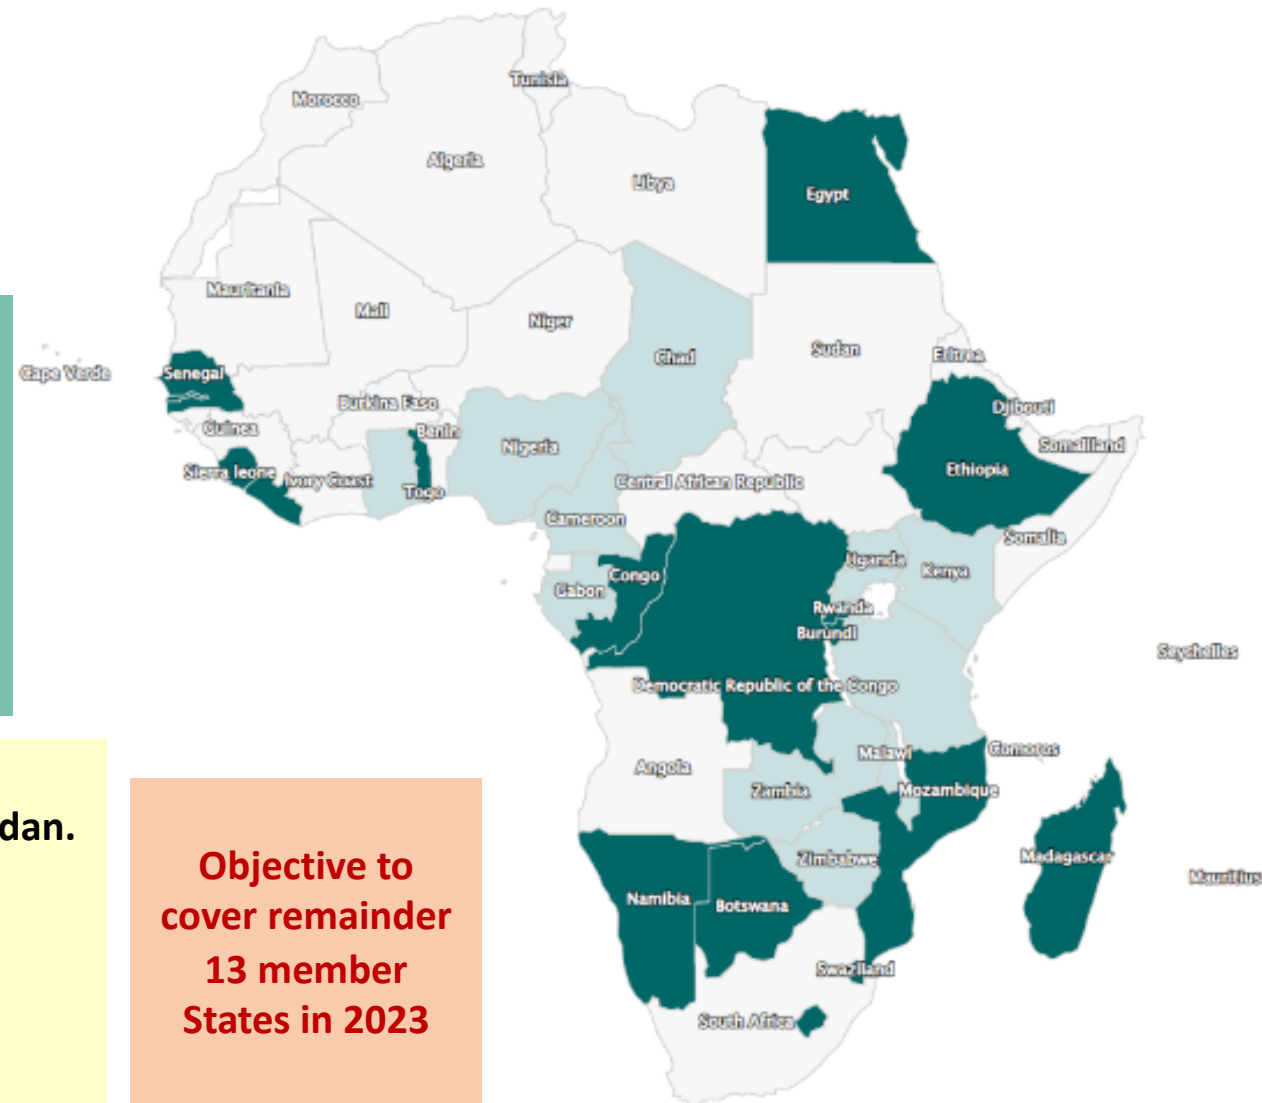 Tunisia
Morocco
Algeria
Libya
Egypt
Mauritania
Mali
Niger
Chad
Sudan
Eritrea
Cape Verde
Senegal
Burkina Faso
Djibouti
Guinea
Benin
Nigeria
Somaliland
Sierra leone
Ivory Coast
Togo
Central African Republic
Ethiopia
Cameroon
Somalia
Uganda
Kenya
Congo
Gabon
Rwanda
Burundi
Seychelles
Democratic Republic of the Congo
Angola
Malawi
Comoros
Zambia
Mozambique
dan.
Zimbabwe
Madagascar
Mauritius
Namibia
Botswana
Swaziland
South Africa
Objective to
cover remainder
13 member
States in 2023